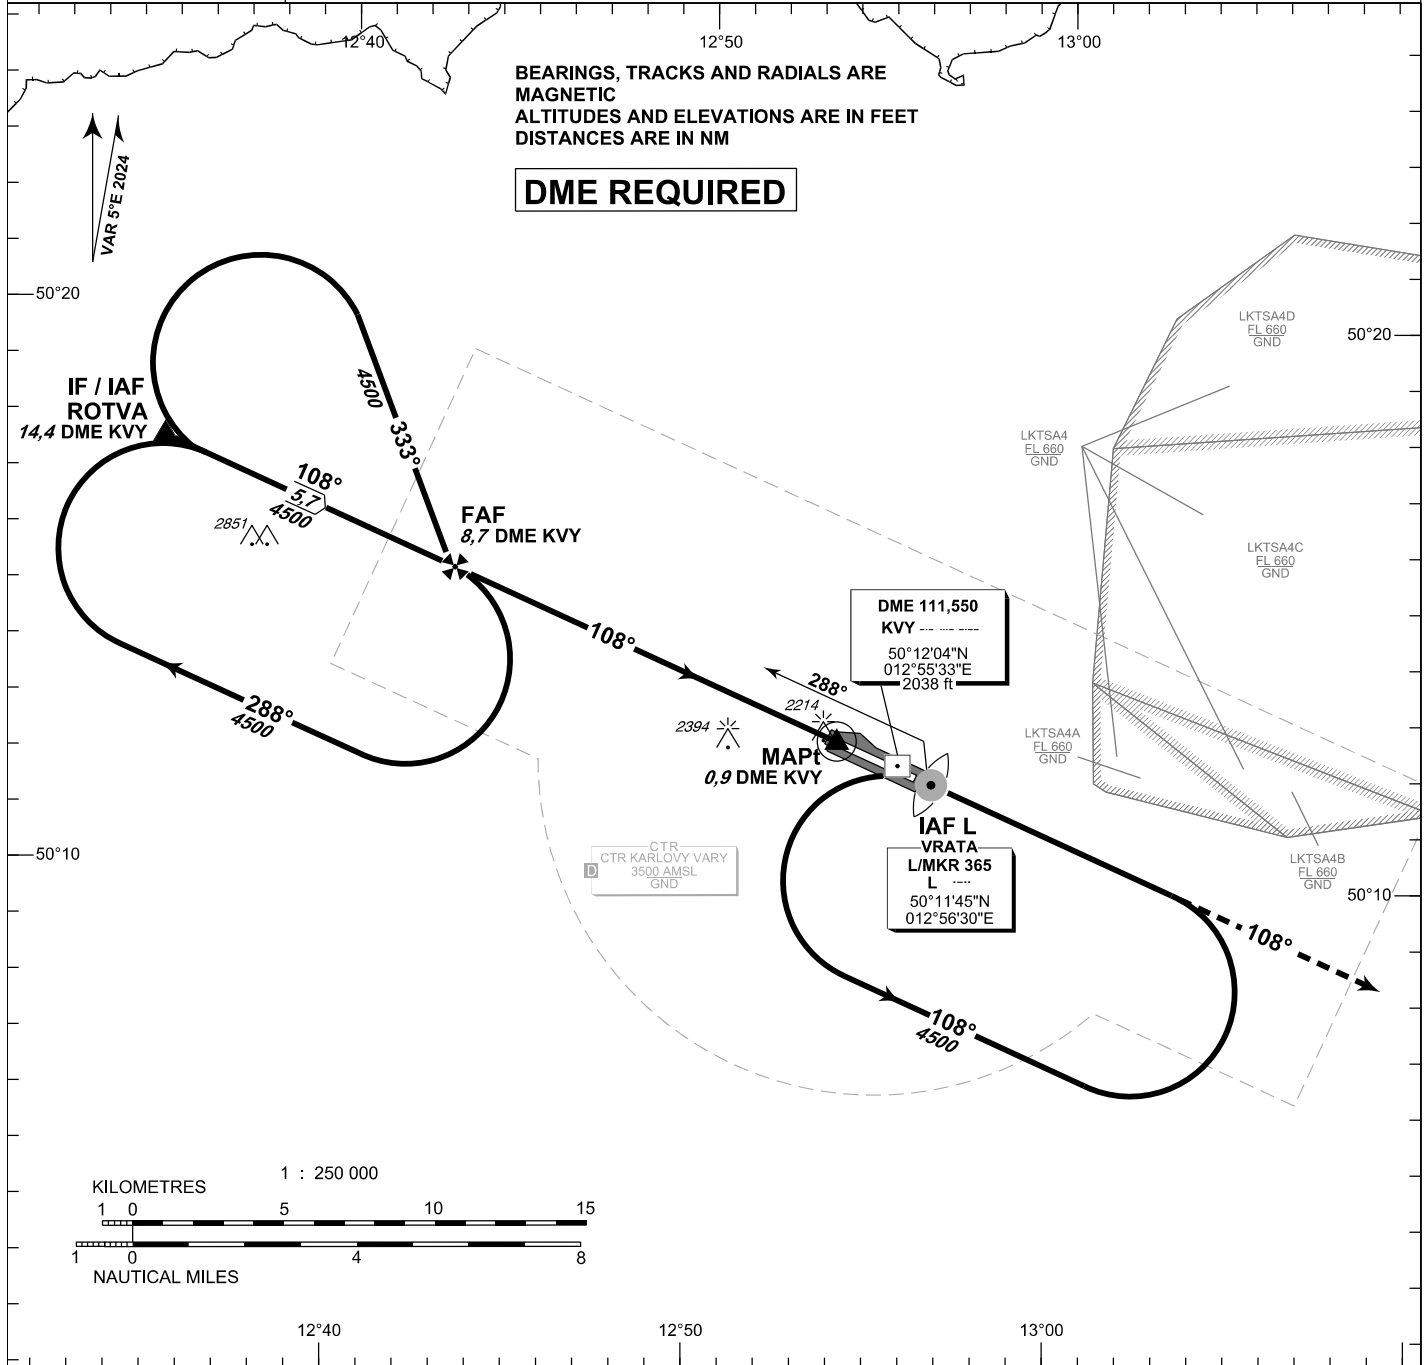 12°40
12°50
13°00
BEARINGS, TRACKS AND RADIALS ARE
MAGNETIC
ALTITUDES AND ELEVATIONS ARE IN FEET
DISTANCES ARE IN NM
DME REQUIRED
VAR 5°E 2024
50°20
50°20
LKTSA4D
FL 660
GND
IF / IAF
ROTVA
14,4 DME KVY
4500
333°
LKTSA4
FL 660
GND
108°
5,7
4500
2851
FAF
8,7 DME KVY
LKTSA4C
FL 660
GND
108°
DME 111,550
KVY
50°12'04"N
012°55'33"E
2038 ft
288°
2214
2394
288°
4500
MAPt
0,9 DME KVY
LKTSA4A
FL 660
GND
IAF L
VRATA
L/MKR 365
L
50°11'45"N
012°56'30"E
50°10
CTR
CTR KARLOVY VARY
3500 AMSL
GND
D
LKTSA4B
FL 660
GND
50°10
108°
108°
4500
1 : 250 000
KILOMETRES
1 0 5 10 15
1 0 4 8
NAUTICAL MILES
12°40
12°50
13°00